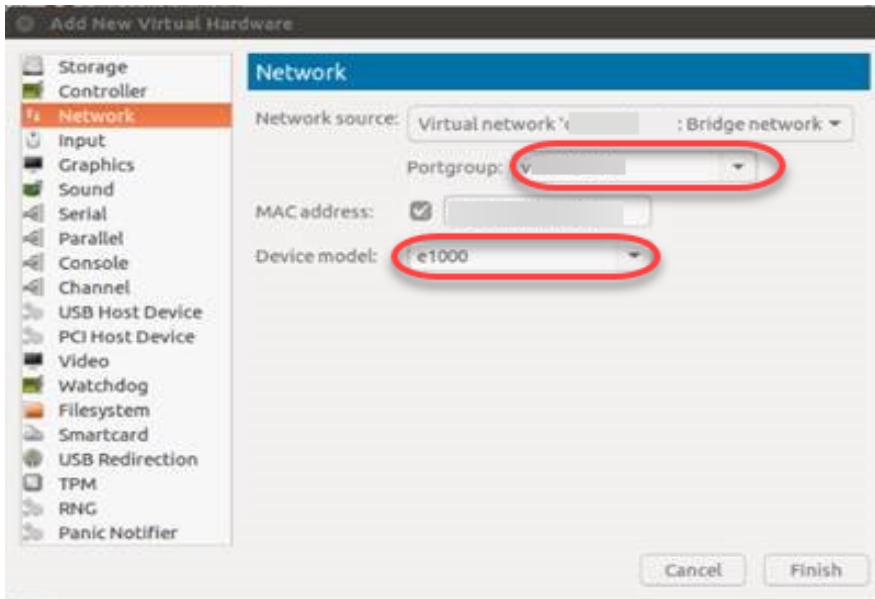 Add New Virtual Hardware
Storage
Controller
Network
Input
Graphics
Sound
Serial
Parallel
Console
Channel
USB Host Device
PCI Host Device
Video
Watchdog
Filesystem
Smartcard
USB Redirection
TPM
RNG
Panic Notifier
Network
Network source: Virtual network ' : Bridge network
Portgroup: v
MAC address:
Device model: e1000
Cancel Finish